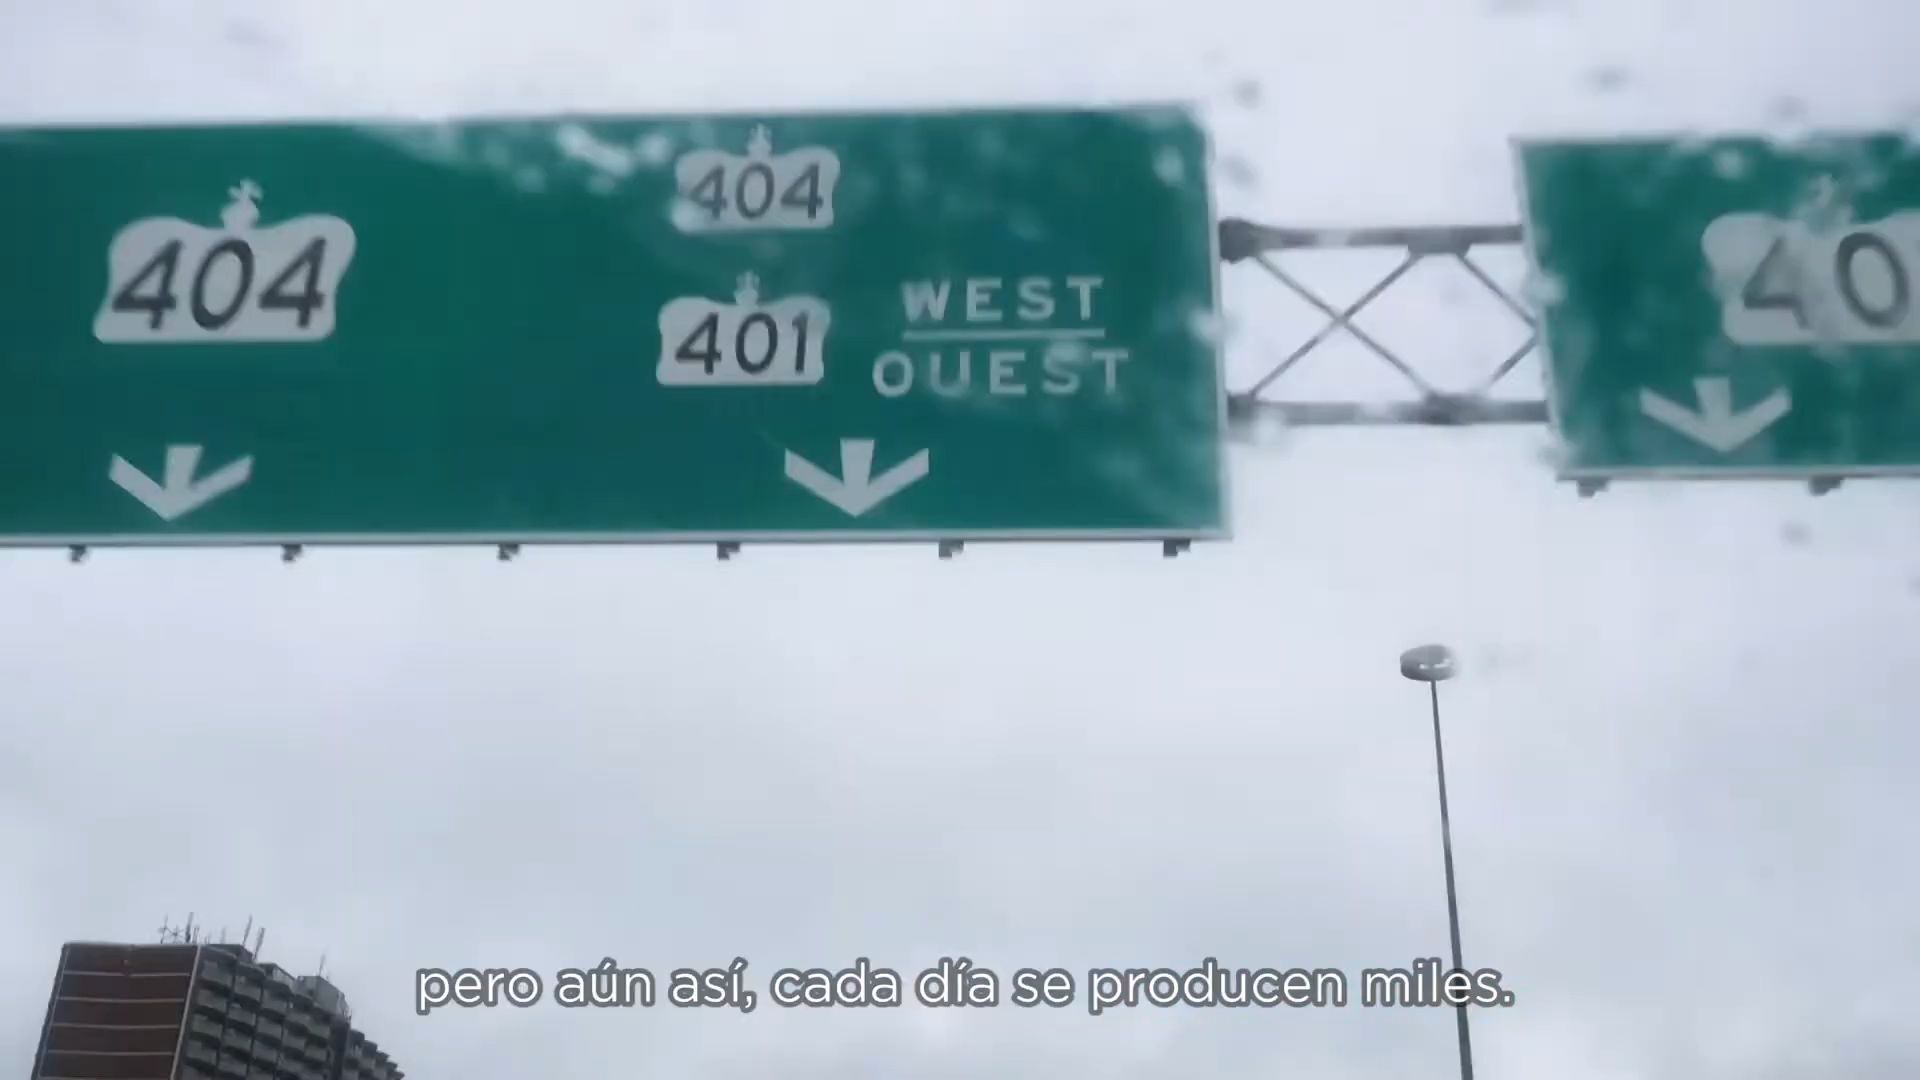 404
404
401
WEST
OUEST
pero aún así, cada día se producen miles.